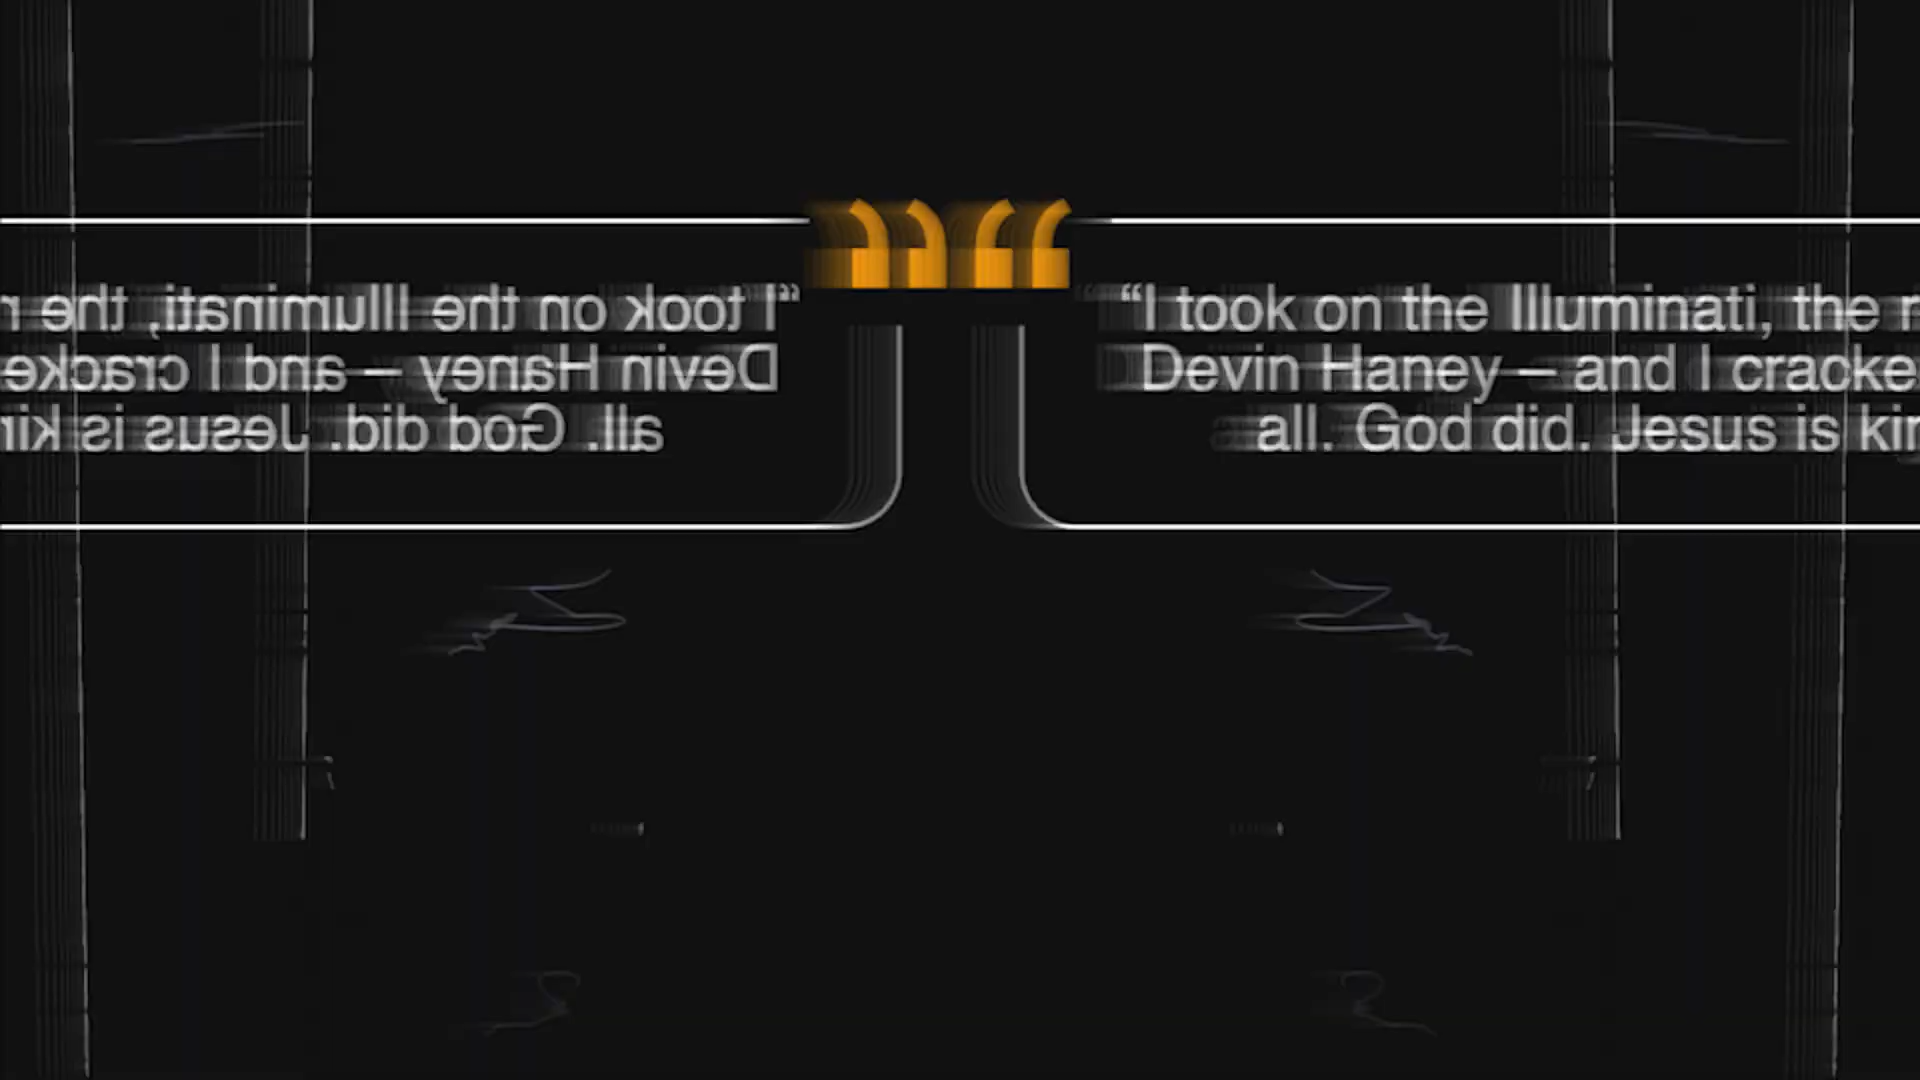 “I took on the Illuminati, the
Devin Haney – and I cracke
all. God did. Jesus is